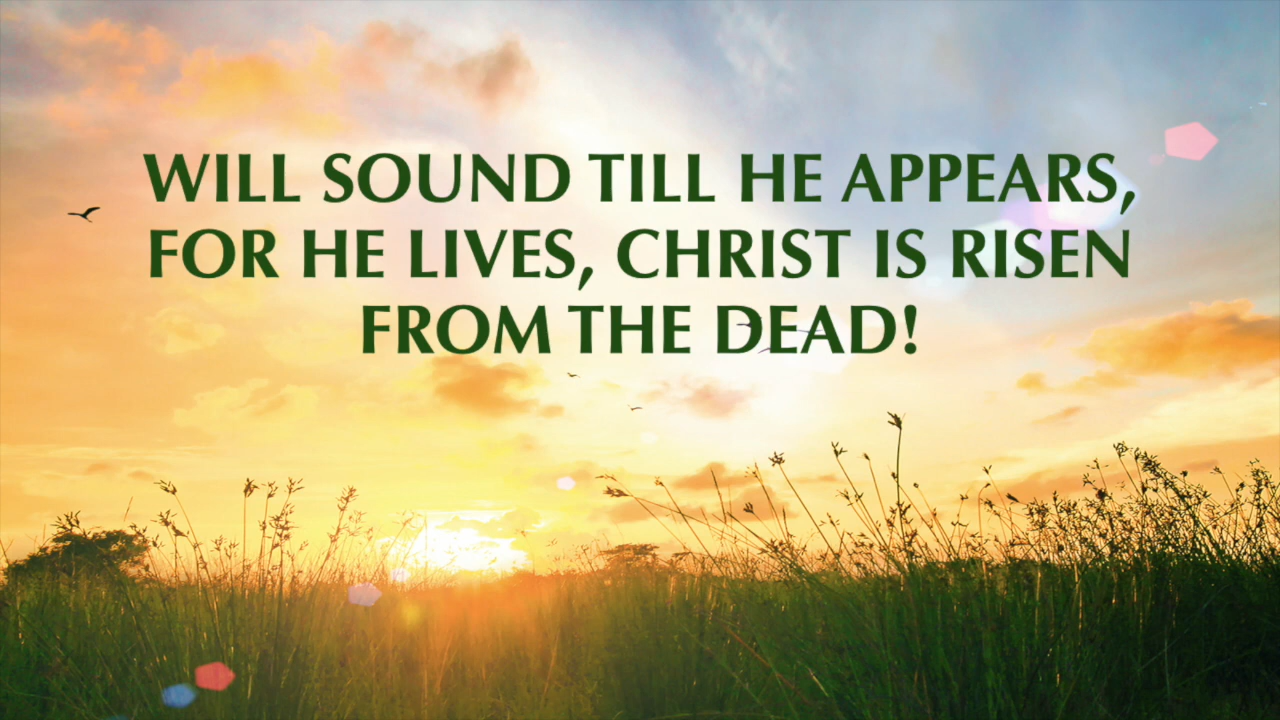 WILL SOUND TILL HE APPEARS,
FOR HE LIVES, CHRIST IS RISEN
FROM THE DEAD!